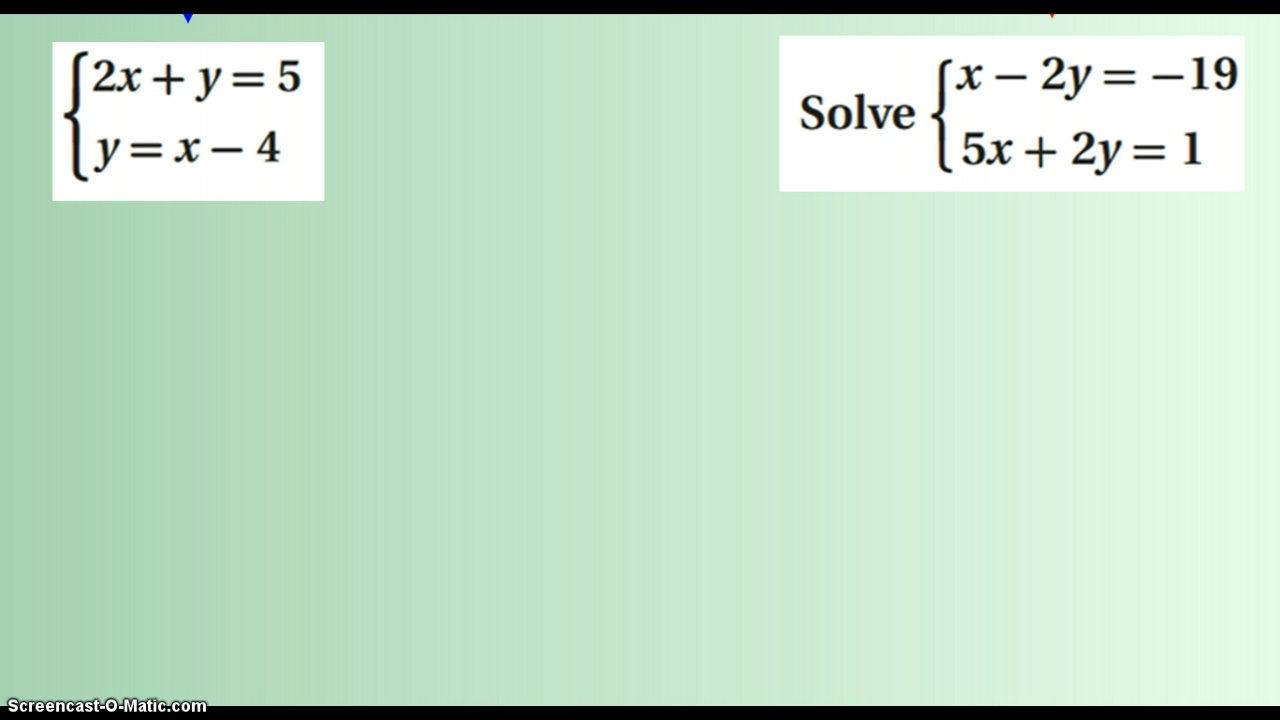 2x + y = 5
y = x − 4
Solve
x − 2y = −19
5x + 2y = 1
Screencast-O-Matic.com